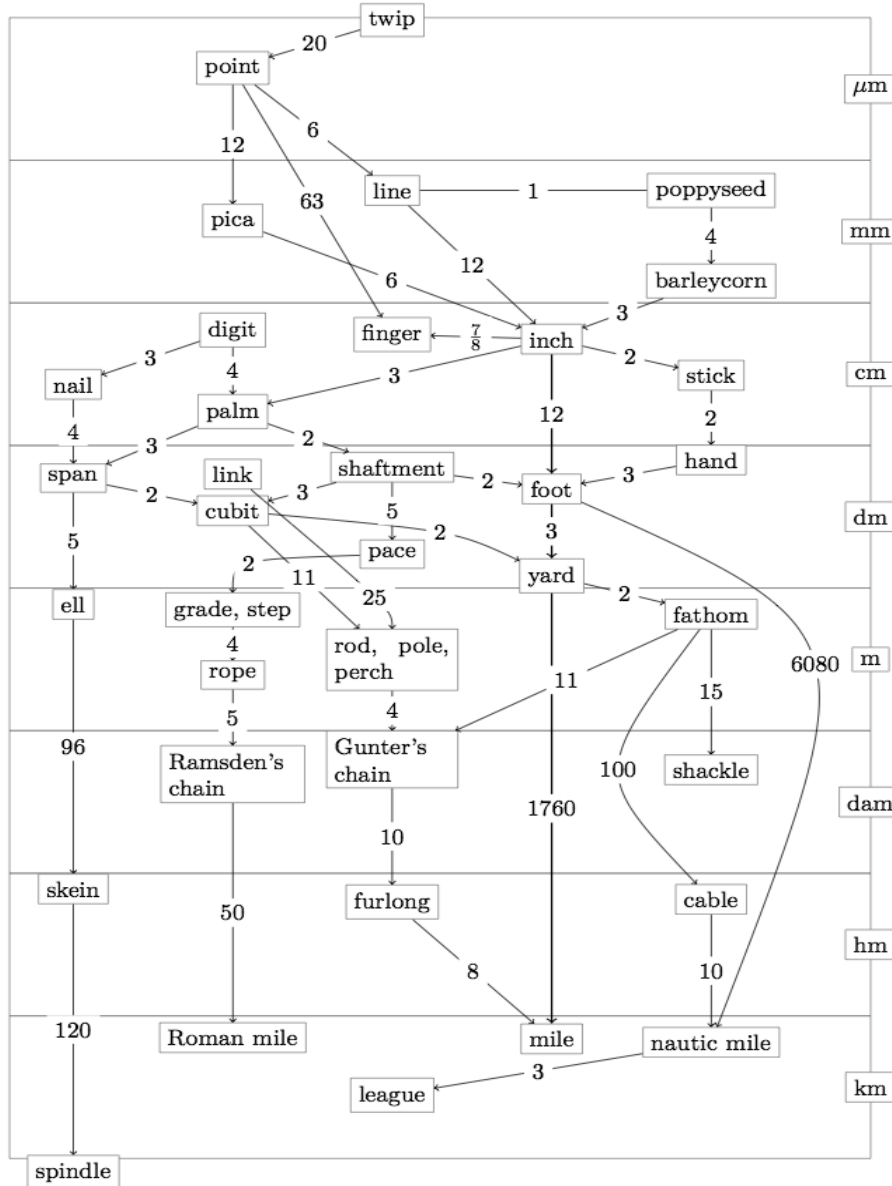 twip
20
point
μm
12
6
63
line
1
poppyseed
pica
4
mm
12
6
barleycorn
3
digit
finger
7/8
inch
3
2
nail
4
3
stick
cm
palm
12
2
4
3
2
hand
span
link
shaftment
2
foot
3
2
cubit
3
5
dm
5
2
3
pace
2
11
yard
ell
25
2
grade, step
fathom
4
rod, pole,
perch
6080
m
rope
11
15
4
5
96
Ramsden's
chain
Gunter's
chain
100
shackle
1760
dam
10
skein
furlong
cable
50
hm
8
10
120
Roman mile
mile
nautic mile
3
league
km
spindle